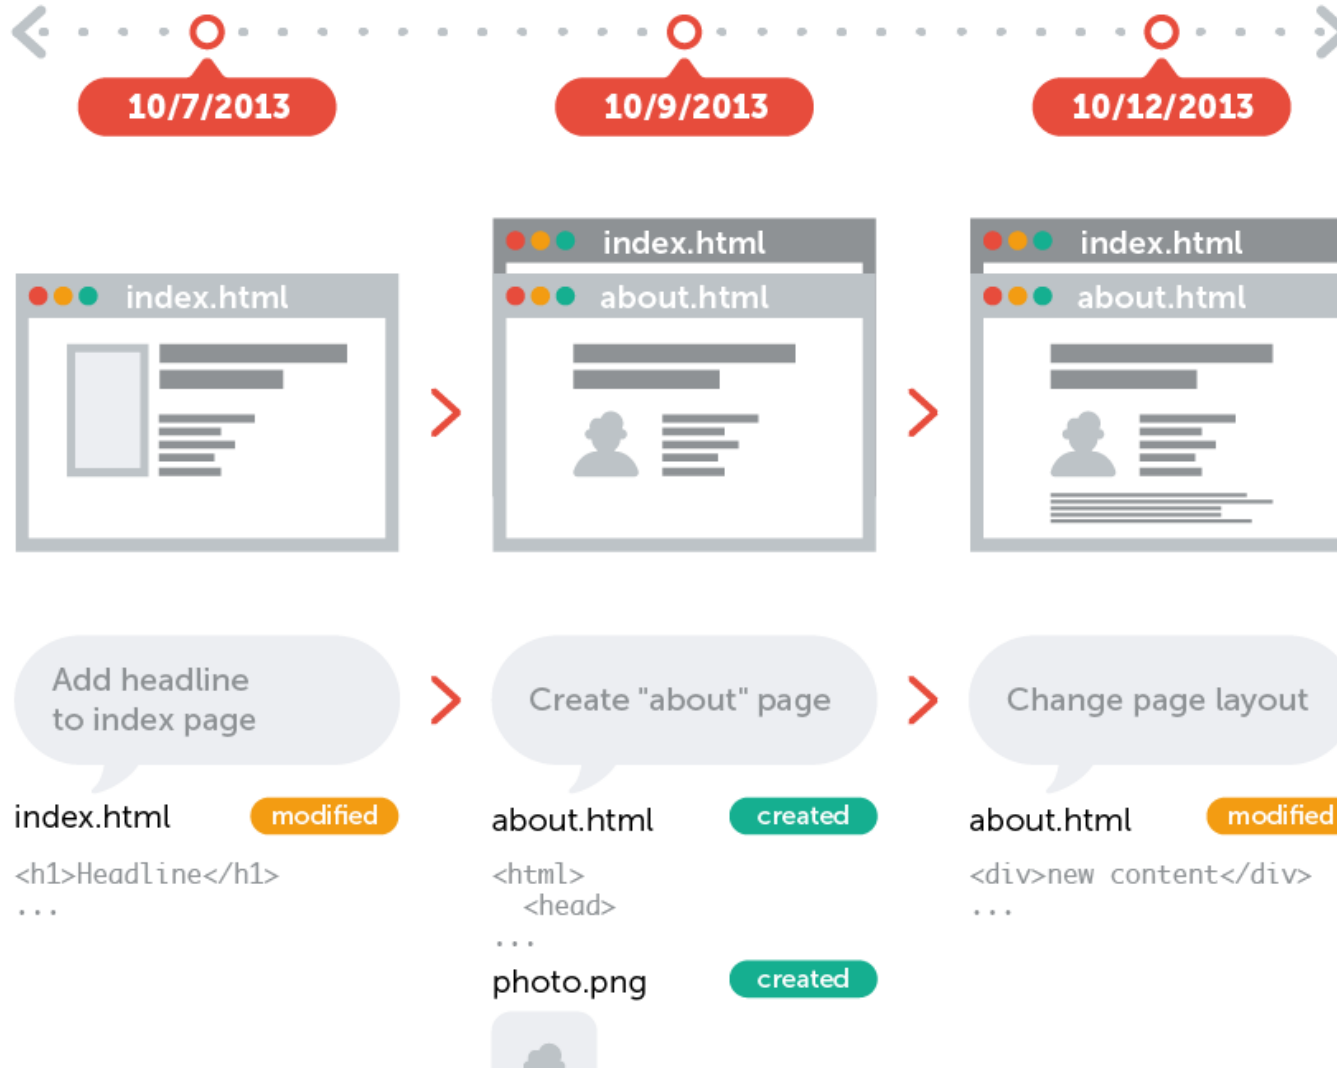 10/7/2013
10/9/2013
10/12/2013
index.html
index.html
about.html
index.html
about.html
Add headline
to index page
Create "about" page
Change page layout
index.html
modified
<h1>Headline</h1>
...
about.html
created
<html>
<head>
...
photo.png
created
about.html
modified
<div>new content</div>
...